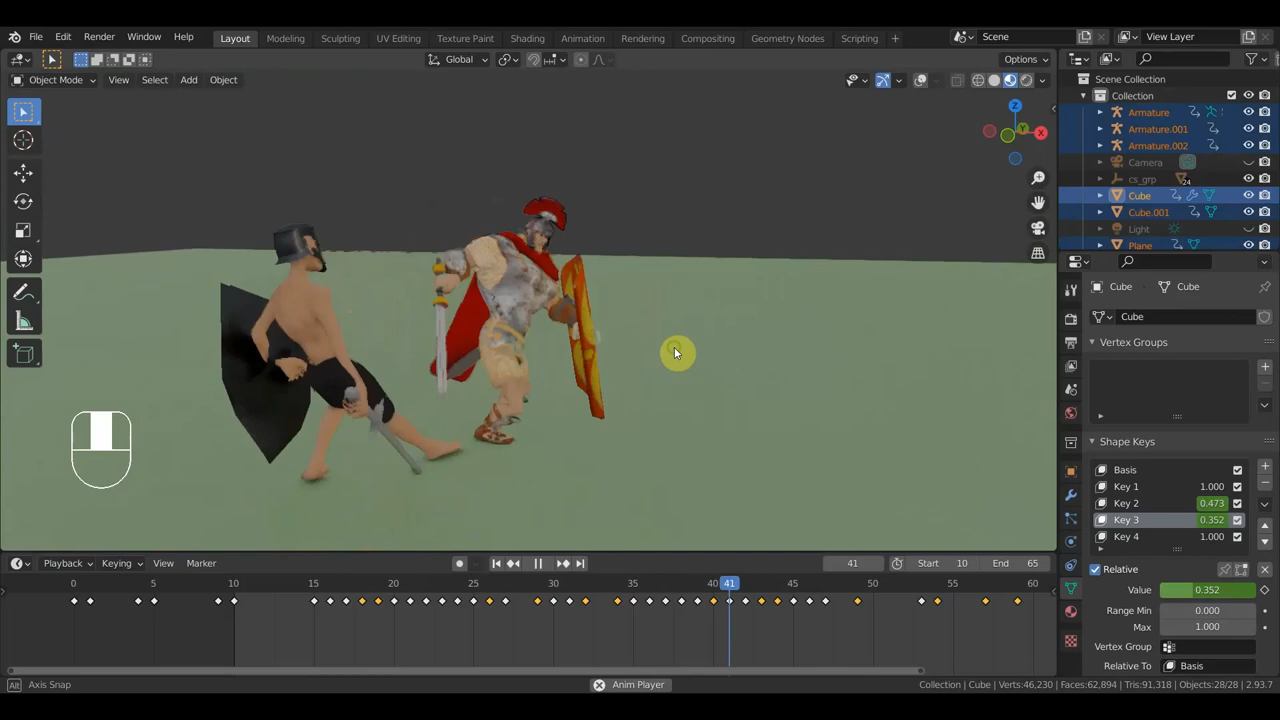 File Edit Render Window Help Layout Modeling Sculpting UV Editing Texture Paint Shading Animation Rendering Compositing Geometry Nodes Scripting + Scene View Layer
Global Options
Object Mode View Select Add Object
Scene Collection
Collection
Armature
Armature.001
Armature.002
Camera
cs_grp 24
Cube
Cube.001
Light
Plane
Z
Y
X
Cube Cube
Cube
Vertex Groups
Shape Keys
Basis
Key 1 1.000
Key 2 0.473
Key 3 0.352
Key 4 1.000
Relative
Value 0.352
Range Min 0.000
Max 1.000
Vertex Group
Relative To Basis
Playback Keying View Marker 41 Start 10 End 65
0 5 10 15 20 25 30 35 40 41 45 50 55 60
Alt Axis Snap Anim Player Collection | Cube | Verts:46,230 | Faces:62,894 | Tris:91,318 | Objects:28/28 | 2.93.7